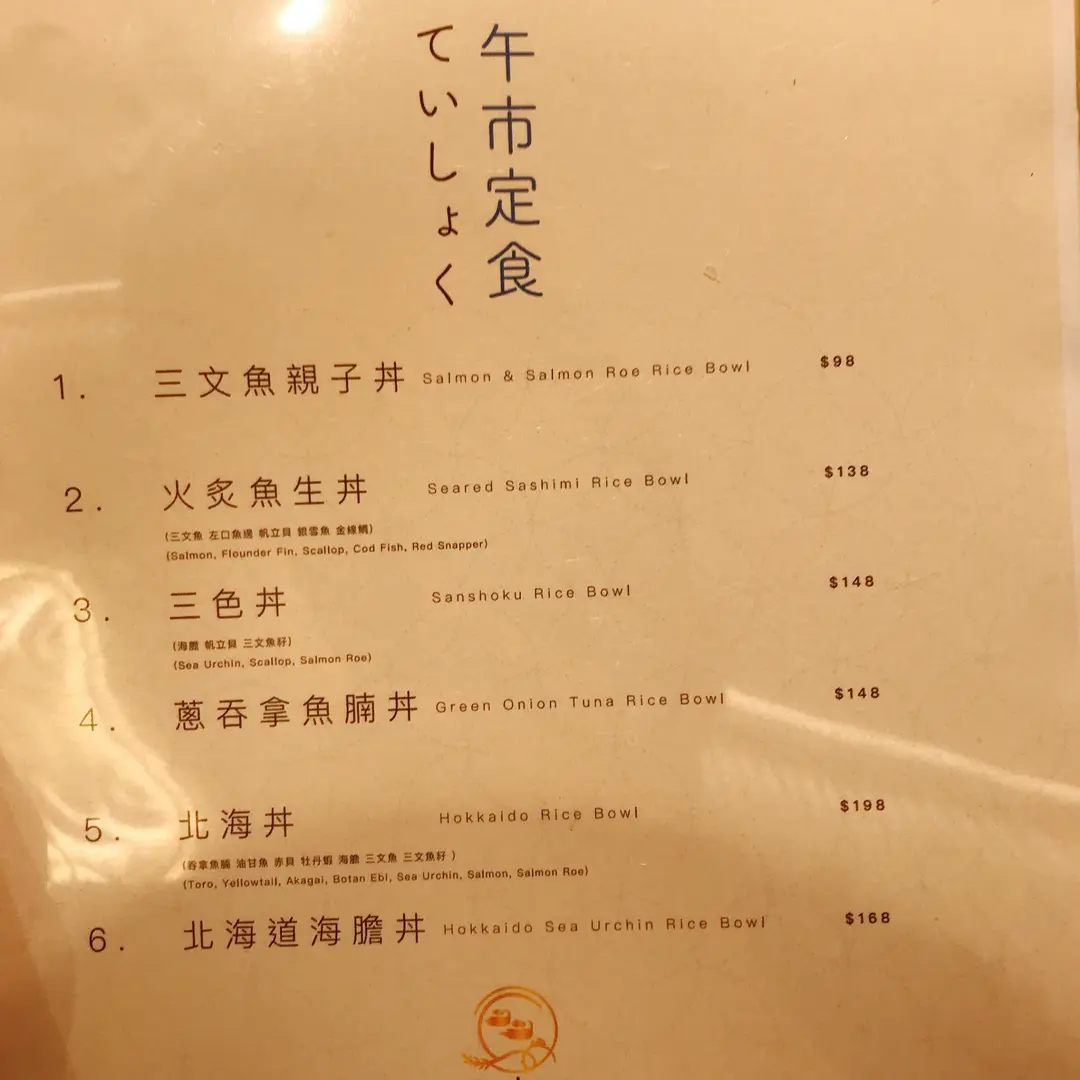 午市定食
ていしょく
1. 三文魚親子丼 Salmon & Salmon Roe Rice Bowl $98
2. 火炙魚生丼 Seared Sashimi Rice Bowl $138
(三文魚 左口魚邊 帆立貝 銀雪魚 金線鯛)
(Salmon, Flounder Fin, Scallop, Cod Fish, Red Snapper)
3. 三色丼 Sanshoku Rice Bowl $148
(海膽 帆立貝 三文魚籽)
(Sea Urchin, Scallop, Salmon Roe)
4. 蔥吞拿魚腩丼 Green Onion Tuna Rice Bowl $148
5. 北海丼 Hokkaido Rice Bowl $198
(吞拿魚腩 油甘魚 赤貝 牡丹蝦 海膽 三文魚 三文魚籽 )
(Toro, Yellowtail, Akagai, Botan Ebi, Sea Urchin, Salmon, Salmon Roe)
6. 北海道海膽丼 Hokkaido Sea Urchin Rice Bowl $168